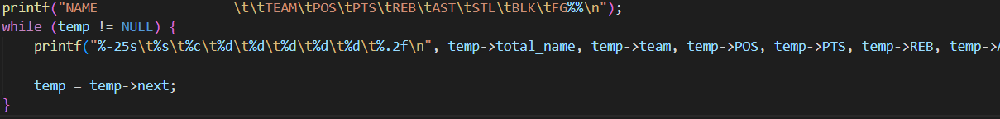 printf("NAME                \t\tTEAM\tPOS\tPTS\tREB\tAST\tSTL\tBLK\tFG%%\n");
while (temp != NULL) {
    printf("%-25s\t%s\t%c\t%d\t%d\t%d\t%d\t%d\t%.2f\n", temp->total_name, temp->team, temp->POS, temp->PTS, temp->REB, temp->
    temp = temp->next;
}